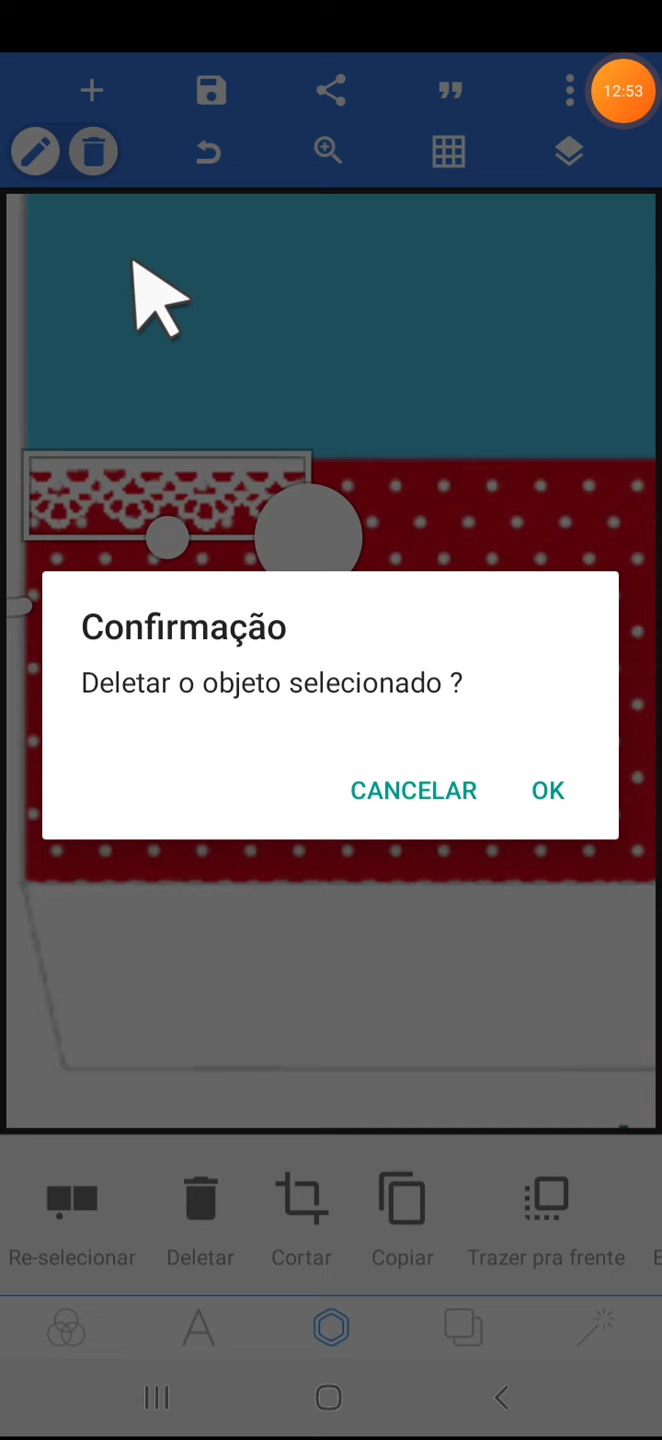 12:53
Confirmação
Deletar o objeto selecionado ?
CANCELAR OK
Re-selecionar Deletar Cortar Copiar Trazer pra frente E